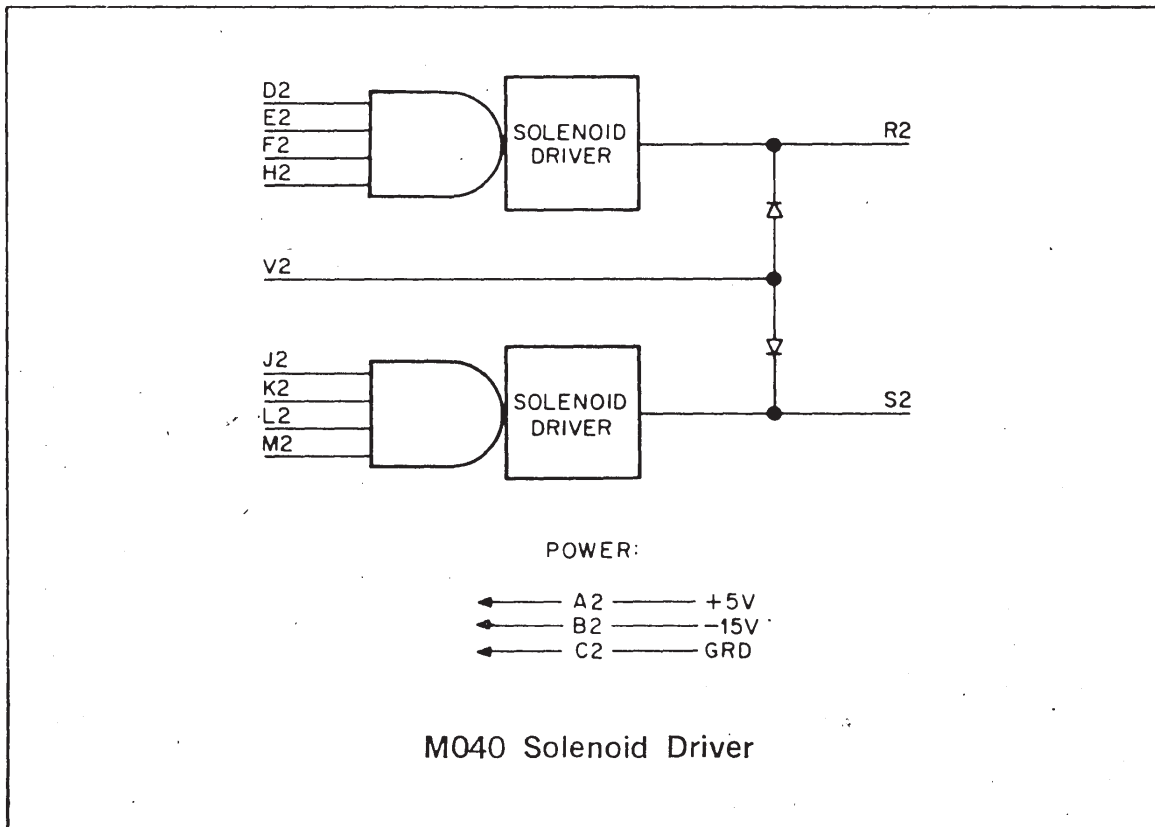 D2
E2
F2
H2
SOLENOID
DRIVER
R2
V2
J2
K2
L2
M2
SOLENOID
DRIVER
S2
POWER:
A2 +5V
B2 -15V
C2 GRD
M040 Solenoid Driver